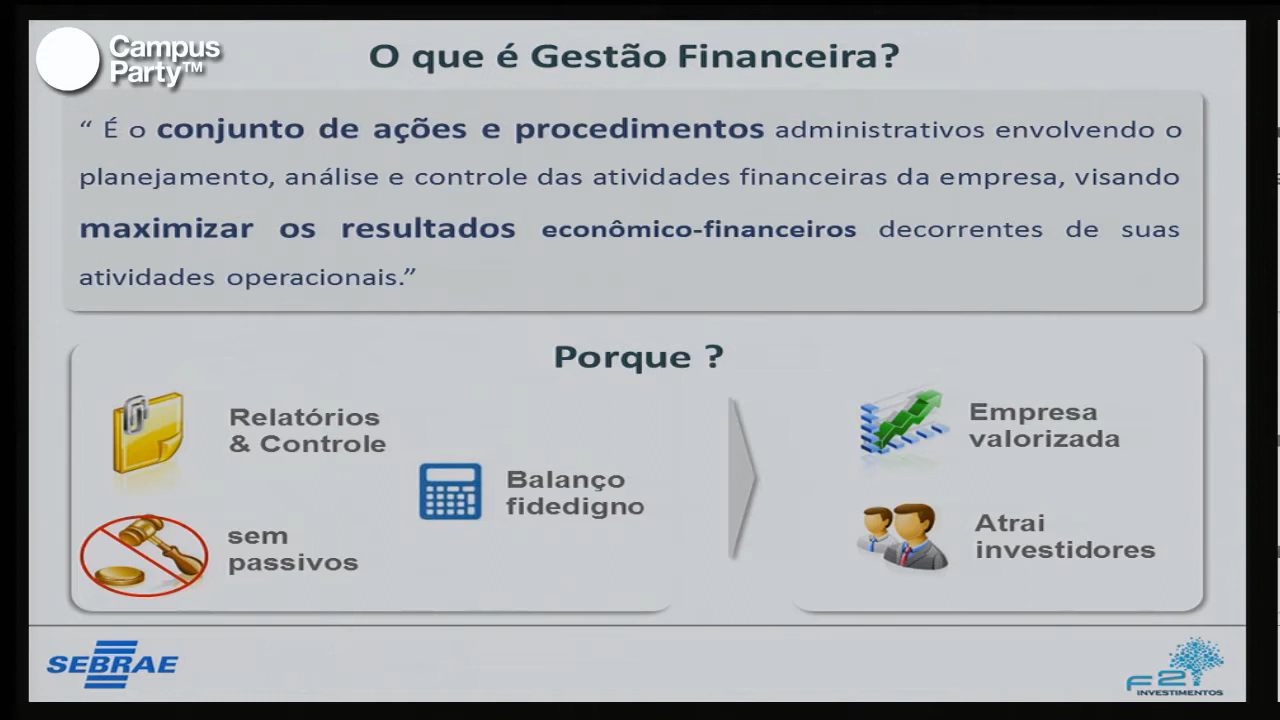 Campus
Party™
O que é Gestão Financeira?
“ É o conjunto de ações e procedimentos administrativos envolvendo o
planejamento, análise e controle das atividades financeiras da empresa, visando
maximizar os resultados econômico-financeiros decorrentes de suas
atividades operacionais.”
Porque ?
Relatórios
& Controle
Balanço
fidedigno
sem
passivos
Empresa
valorizada
Atrai
investidores
SEBRAE
F2i
INVESTIMENTOS